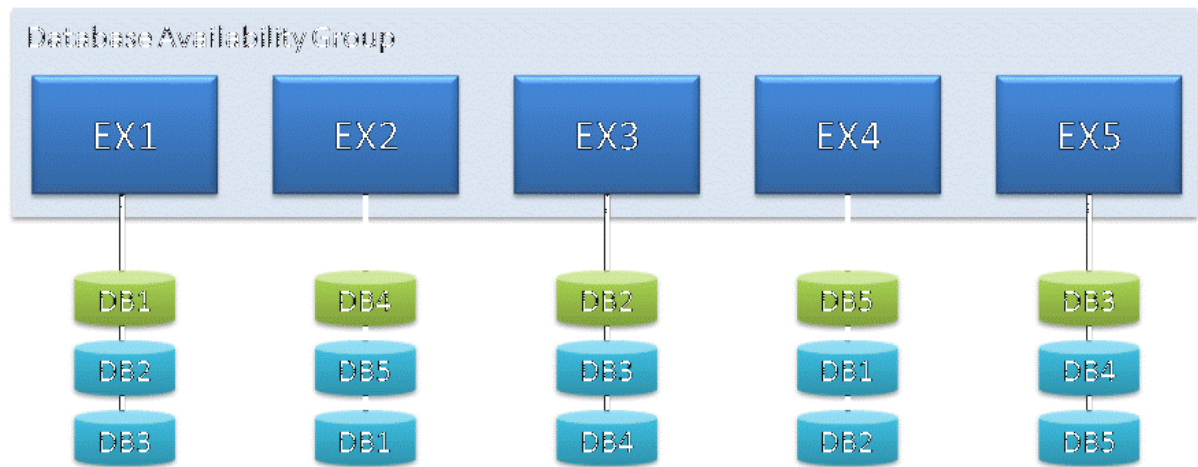 Database Availability Group
EX1 EX2 EX3 EX4 EX5
DB1 DB4 DB2 DB5 DB3
DB2 DB5 DB3 DB1 DB4
DB3 DB1 DB4 DB2 DB5